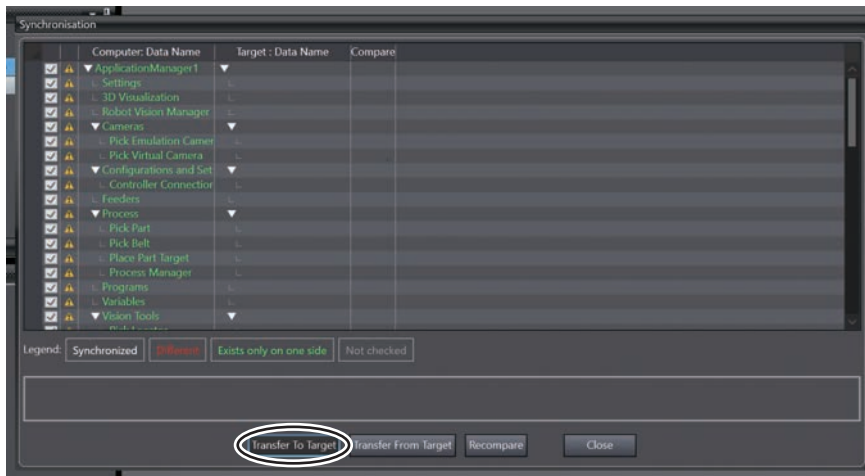 Synchronisation
Computer: Data Name Target : Data Name Compare
ApplicationManager1
Settings
3D Visualization
Robot Vision Manager
Cameras
Pick Emulation Camer
Pick Virtual Camera
Configurations and Set
Controller Connection
Feeders
Process
Pick Part
Pick Belt
Place Part Target
Process Manager
Programs
Variables
Vision Tools
Legend: Synchronized Different Exists only on one side Not checked
Transfer To Target Transfer From Target Recompare Close